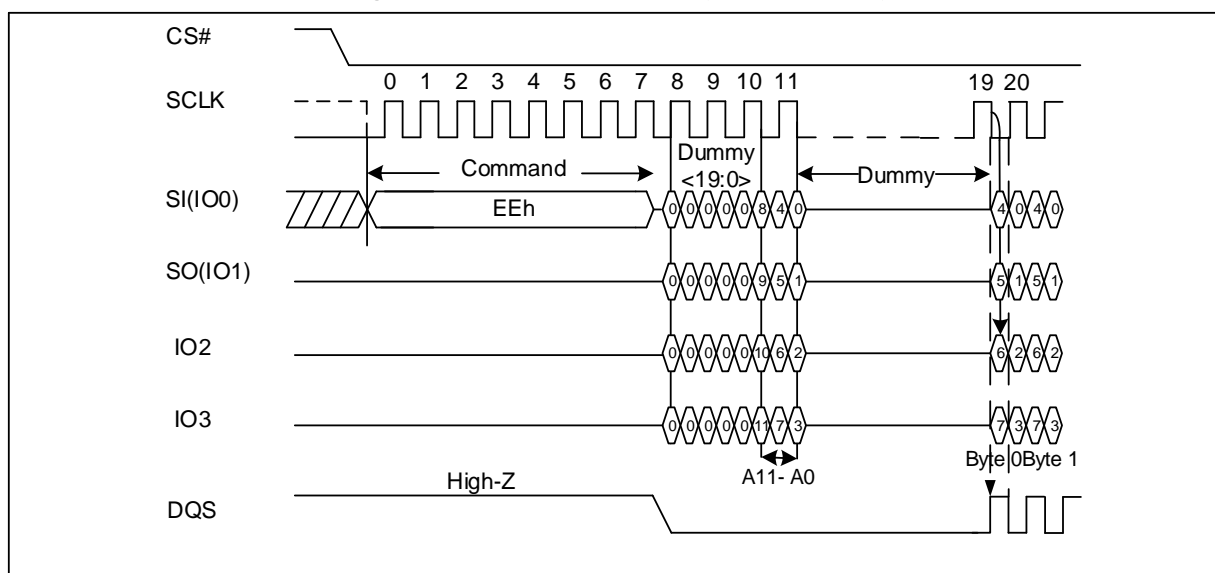 CS#
0 1 2 3 4 5 6 7 8 9 10 11 19 20
SCLK
Dummy
<19:0>
Command
Dummy
SI(IO0)
EEh
0 0 0 0 0 8 4 0 4 0 4 0
SO(IO1)
0 0 0 0 0 9 5 1 5 1 5 1
IO2
0 0 0 0 0 10 6 2 6 2 6 2
IO3
0 0 0 0 0 11 7 3 7 3 7 3
Byte 0 Byte 1
A11- A0
High-Z
DQS